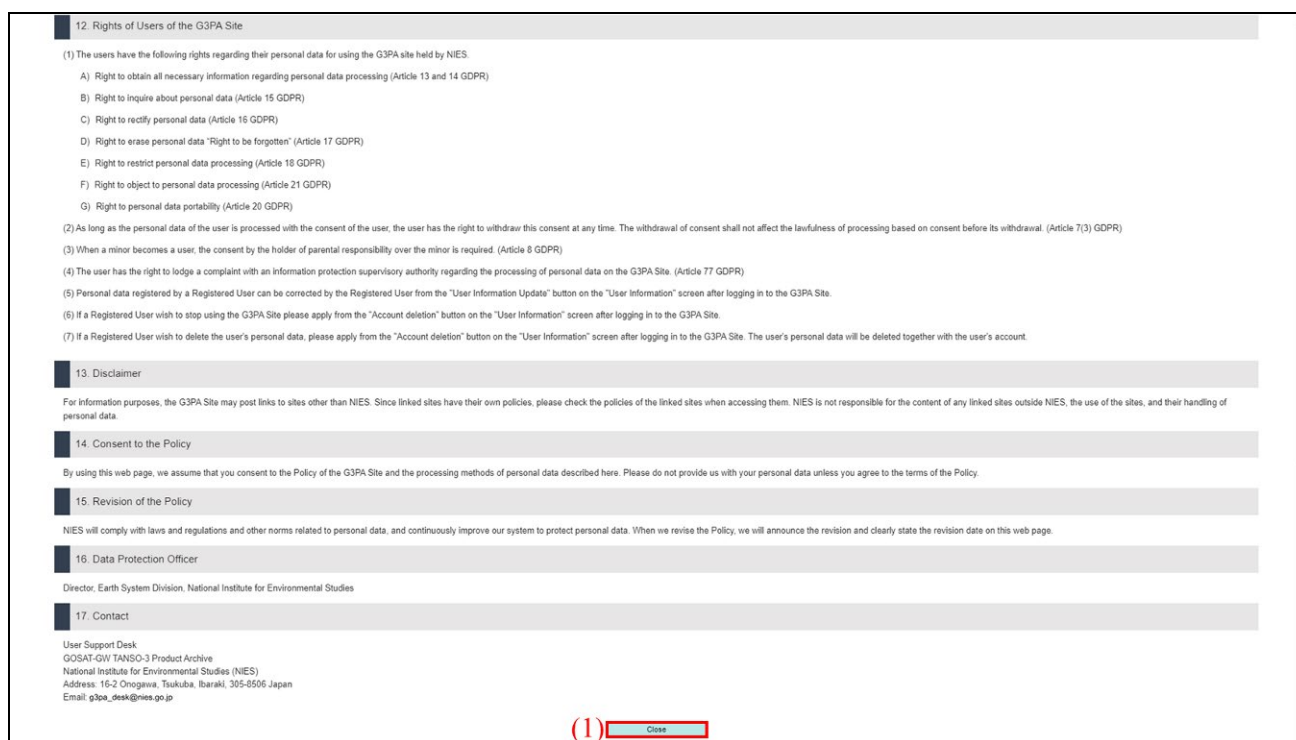 12. Rights of Users of the G3PA Site
(1) The users have the following rights regarding their personal data for using the G3PA site held by NIES.
A) Right to obtain all necessary information regarding personal data processing (Article 13 and 14 GDPR)
B) Right to inquire about personal data (Article 15 GDPR)
C) Right to rectify personal data (Article 16 GDPR)
D) Right to erase personal data "Right to be forgotten" (Article 17 GDPR)
E) Right to restrict personal data processing (Article 18 GDPR)
F) Right to object to personal data processing (Article 21 GDPR)
G) Right to personal data portability (Article 20 GDPR)
(2) As long as the personal data of the user is processed with the consent of the user, the user has the right to withdraw this consent at any time. The withdrawal of consent shall not affect the lawfulness of processing based on consent before its withdrawal. (Article 7(3) GDPR)
(3) When a minor becomes a user, the consent by the holder of parental responsibility over the minor is required. (Article 8 GDPR)
(4) The user has the right to lodge a complaint with an information protection supervisory authority regarding the processing of personal data on the G3PA Site. (Article 77 GDPR)
(5) Personal data registered by a Registered User can be corrected by the Registered User from the "User Information Update" button on the "User Information" screen after logging in to the G3PA Site.
(6) If a Registered User wish to stop using the G3PA Site please apply from the "Account deletion" button on the "User Information" screen after logging in to the G3PA Site.
(7) If a Registered User wish to delete the user's personal data, please apply from the "Account deletion" button on the "User Information" screen after logging in to the G3PA Site. The user's personal data will be deleted together with the user's account.
13. Disclaimer
For information purposes, the G3PA Site may post links to sites other than NIES. Since linked sites have their own policies, please check the policies of the linked sites when accessing them. NIES is not responsible for the content of any linked sites outside NIES, the use of the sites, and their handling of
personal data.
14. Consent to the Policy
By using this web page, we assume that you consent to the Policy of the G3PA Site and the processing methods of personal data described here. Please do not provide us with your personal data unless you agree to the terms of the Policy.
15. Revision of the Policy
NIES will comply with laws and regulations and other norms related to personal data, and continuously improve our system to protect personal data. When we revise the Policy, we will announce the revision and clearly state the revision date on this web page.
16. Data Protection Officer
Director, Earth System Division, National Institute for Environmental Studies
17. Contact
User Support Desk
GOSAT-GW TANSO-3 Product Archive
National Institute for Environmental Studies (NIES)
Address: 16-2 Onogawa, Tsukuba, Ibaraki, 305-8506 Japan
Email: g3pa_desk@nies.go.jp
(1) Close